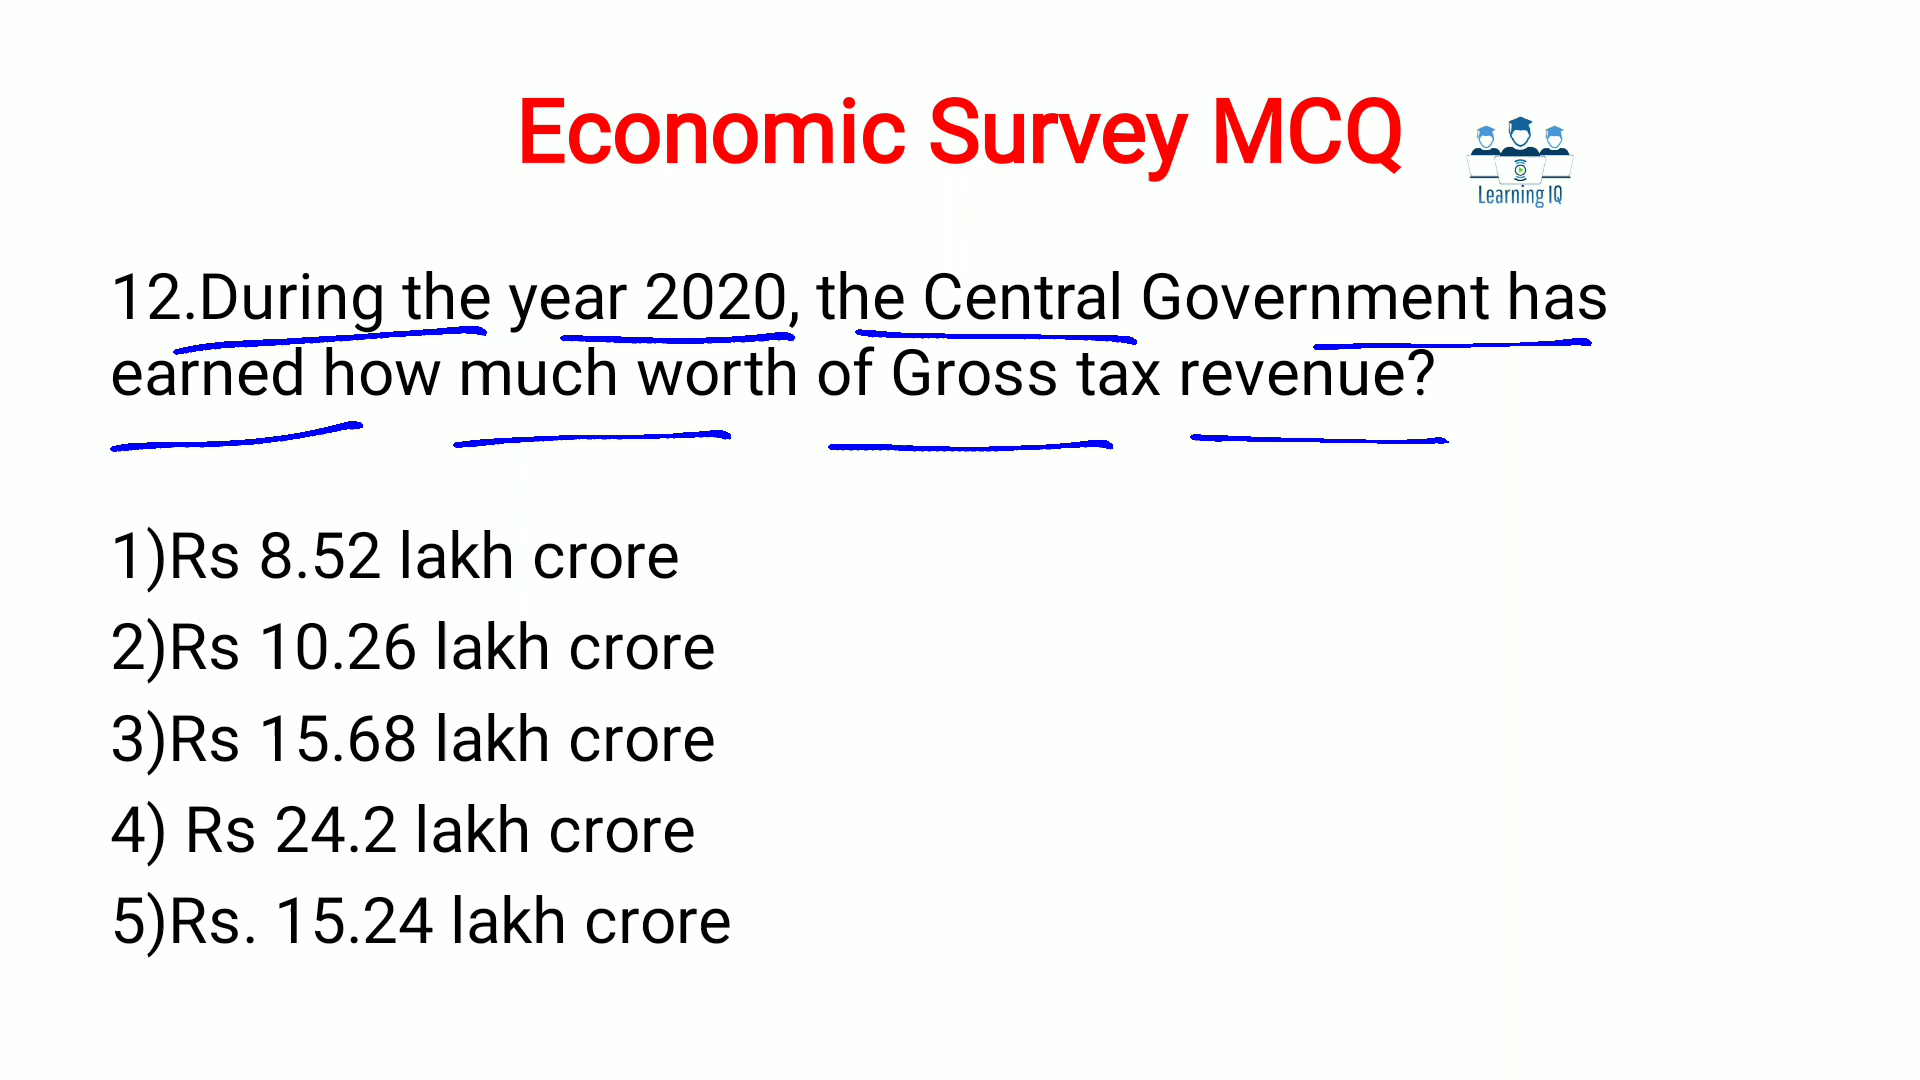 Economic Survey MCQ
Learning IQ
12.During the year 2020, the Central Government has
earned how much worth of Gross tax revenue?
1)Rs 8.52 lakh crore
2)Rs 10.26 lakh crore
3)Rs 15.68 lakh crore
4) Rs 24.2 lakh crore
5)Rs. 15.24 lakh crore